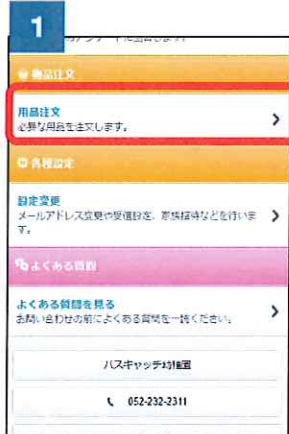 1
物品注文
用品注文
必要な用品を注文します。
各種設定
設定変更
メールアドレス変更や受信設定、家族招待などを行いま
す。
よくある質問
よくある質問を見る
お問い合わせの前によくある質問を一読ください。
バスキャッチ幼稚園
052-232-2311